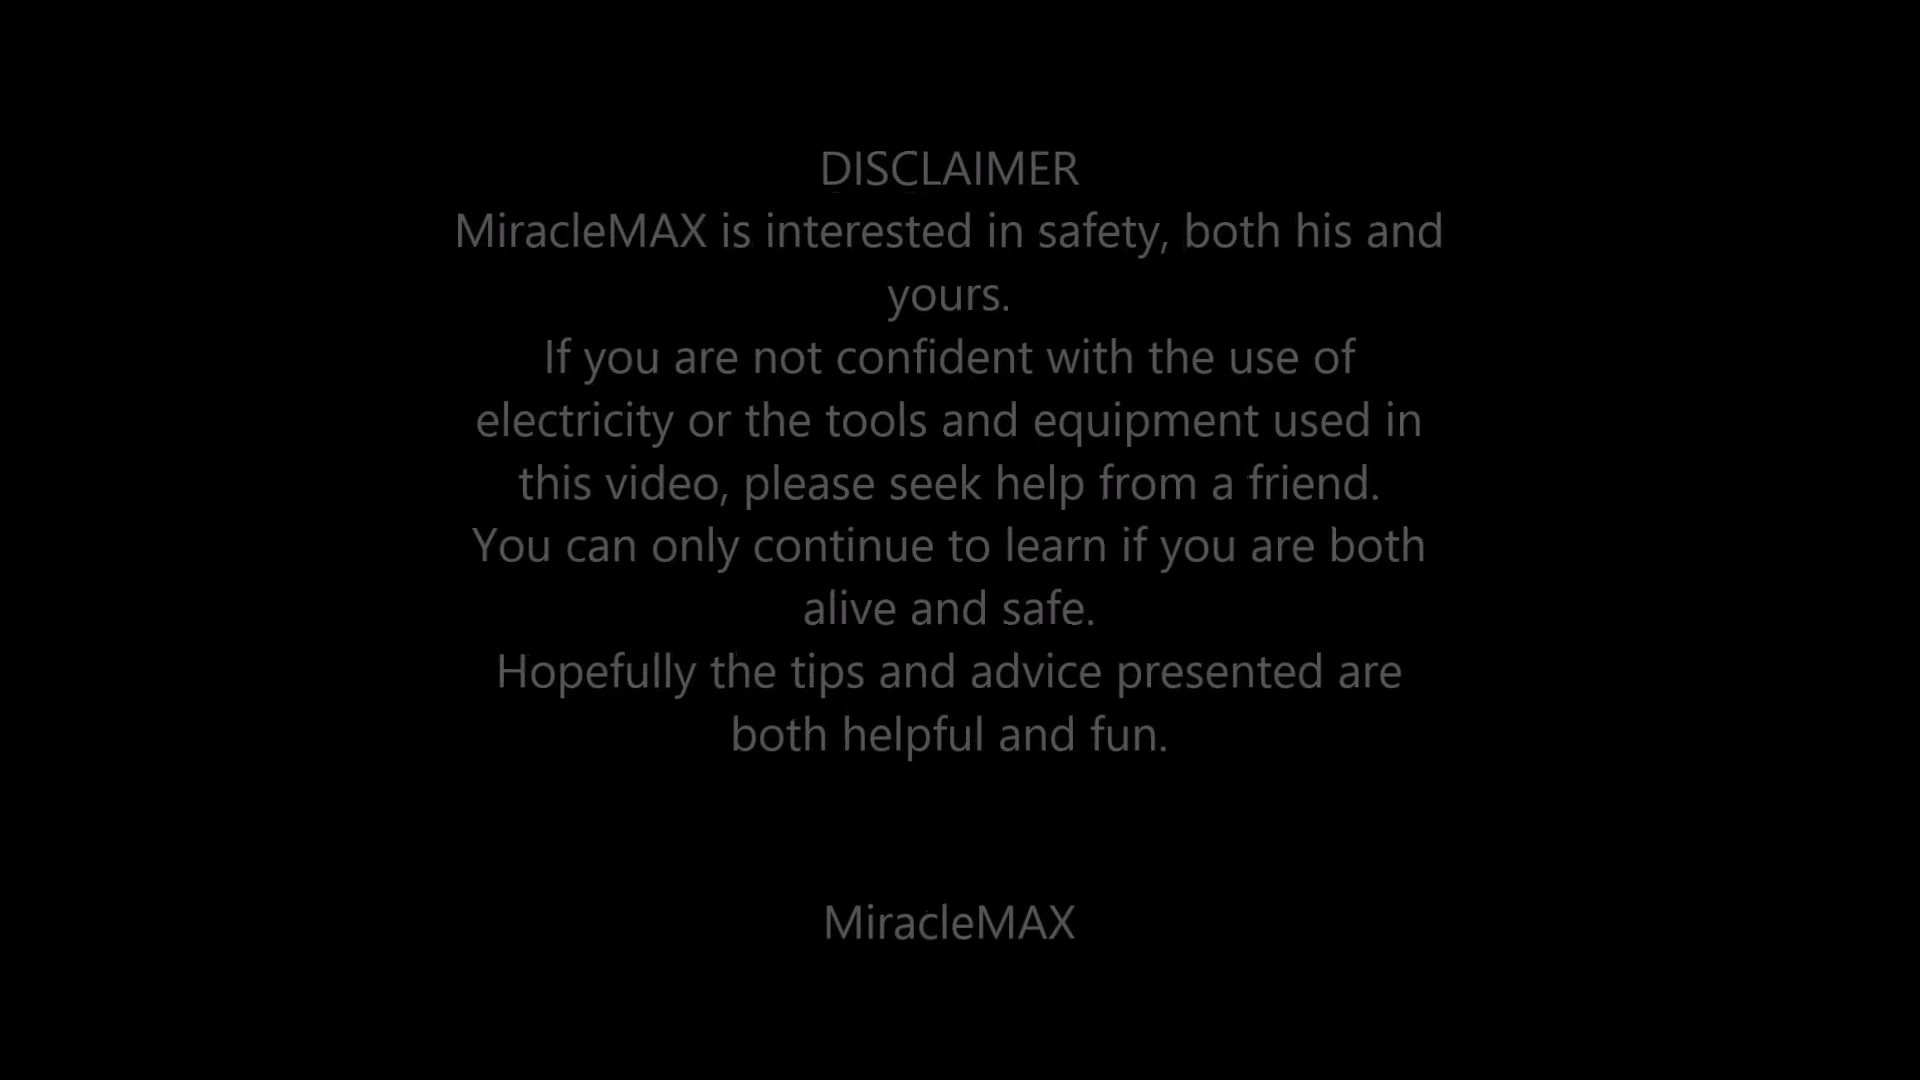 DISCLAIMER
MiracleMAX is interested in safety, both his and
yours.
If you are not confident with the use of
electricity or the tools and equipment used in
this video, please seek help from a friend.
You can only continue to learn if you are both
alive and safe.
Hopefully the tips and advice presented are
both helpful and fun.
MiracleMAX